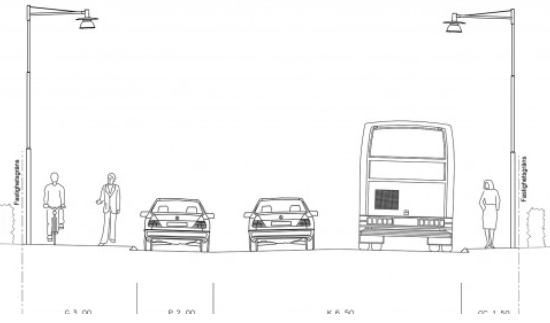 Fastighetsgräns
Fastighetsgräns
G 3,00
P 2,00
K 6,50
GC 1,50